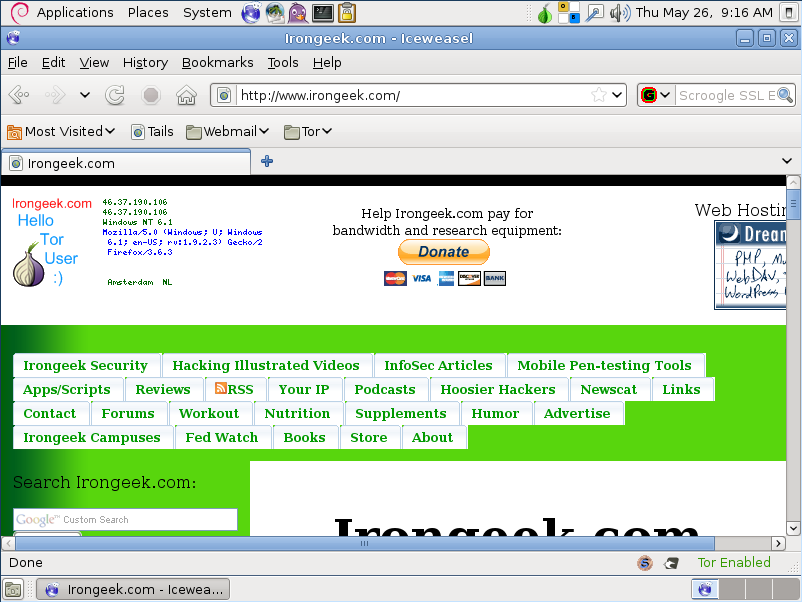 Applications Places System Thu May 26, 9:16 AM
Irongeek.com - Iceweasel
File Edit View History Bookmarks Tools Help
http://www.irongeek.com/ Scroogle SSL E
Most Visited Tails Webmail Tor
Irongeek.com
Irongeek.com
Hello
Tor
User
:)
46.37.190.106
46.37.190.106
Windows NT 6.1
Mozilla/5.0 (Windows; U; Windows
6.1; en-US; rv:1.9.2.3) Gecko/2
Firefox/3.6.3
Amsterdam NL
Help Irongeek.com pay for
bandwidth and research equipment:
Donate
VISA DISCOVER BANK
Web Hostin
Dream
PHP, Mu
WebDAV,
WordPress
Irongeek Security Hacking Illustrated Videos InfoSec Articles Mobile Pen-testing Tools
Apps/Scripts Reviews RSS Your IP Podcasts Hoosier Hackers Newscat Links
Contact Forums Workout Nutrition Supplements Humor Advertise
Irongeek Campuses Fed Watch Books Store About
Search Irongeek.com:
Google™ Custom Search
Irongeek.com
Done Tor Enabled
Irongeek.com - Icewea...